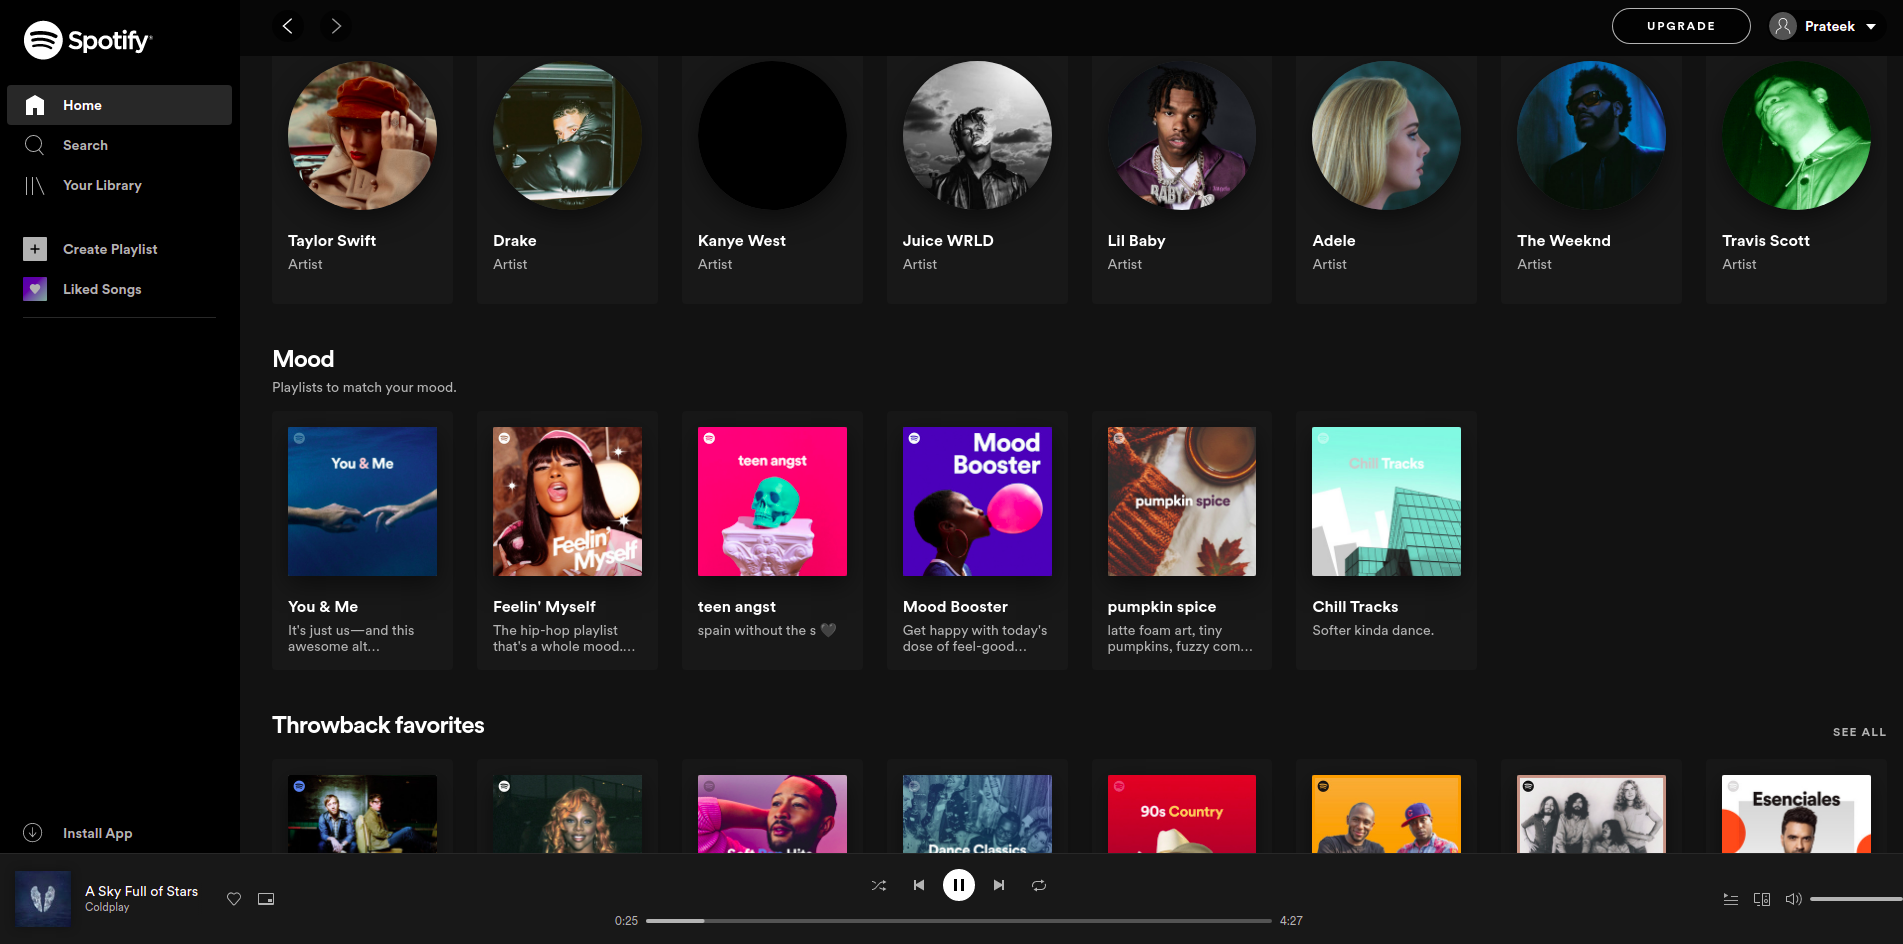 Spotify
Home
Search
Your Library
Create Playlist
Liked Songs
Install App
UPGRADE
Prateek
Taylor Swift
Artist
Drake
Artist
Kanye West
Artist
Juice WRLD
Artist
Lil Baby
Artist
Adele
Artist
The Weeknd
Artist
Travis Scott
Artist
Mood
Playlists to match your mood.
You & Me
You & Me
It's just us—and this
awesome alt...
Feelin'
Myself
Feelin' Myself
The hip-hop playlist
that's a whole mood....
teen angst
teen angst
spain without the s 🖤
Mood
Booster
Mood Booster
Get happy with today's
dose of feel-good...
pumpkin spice
pumpkin spice
latte foam art, tiny
pumpkins, fuzzy com...
Chill Tracks
Chill Tracks
Softer kinda dance.
Throwback favorites
SEE ALL
Dance Classics
90s Country
Esenciales
A Sky Full of Stars
Coldplay
0:25
4:27